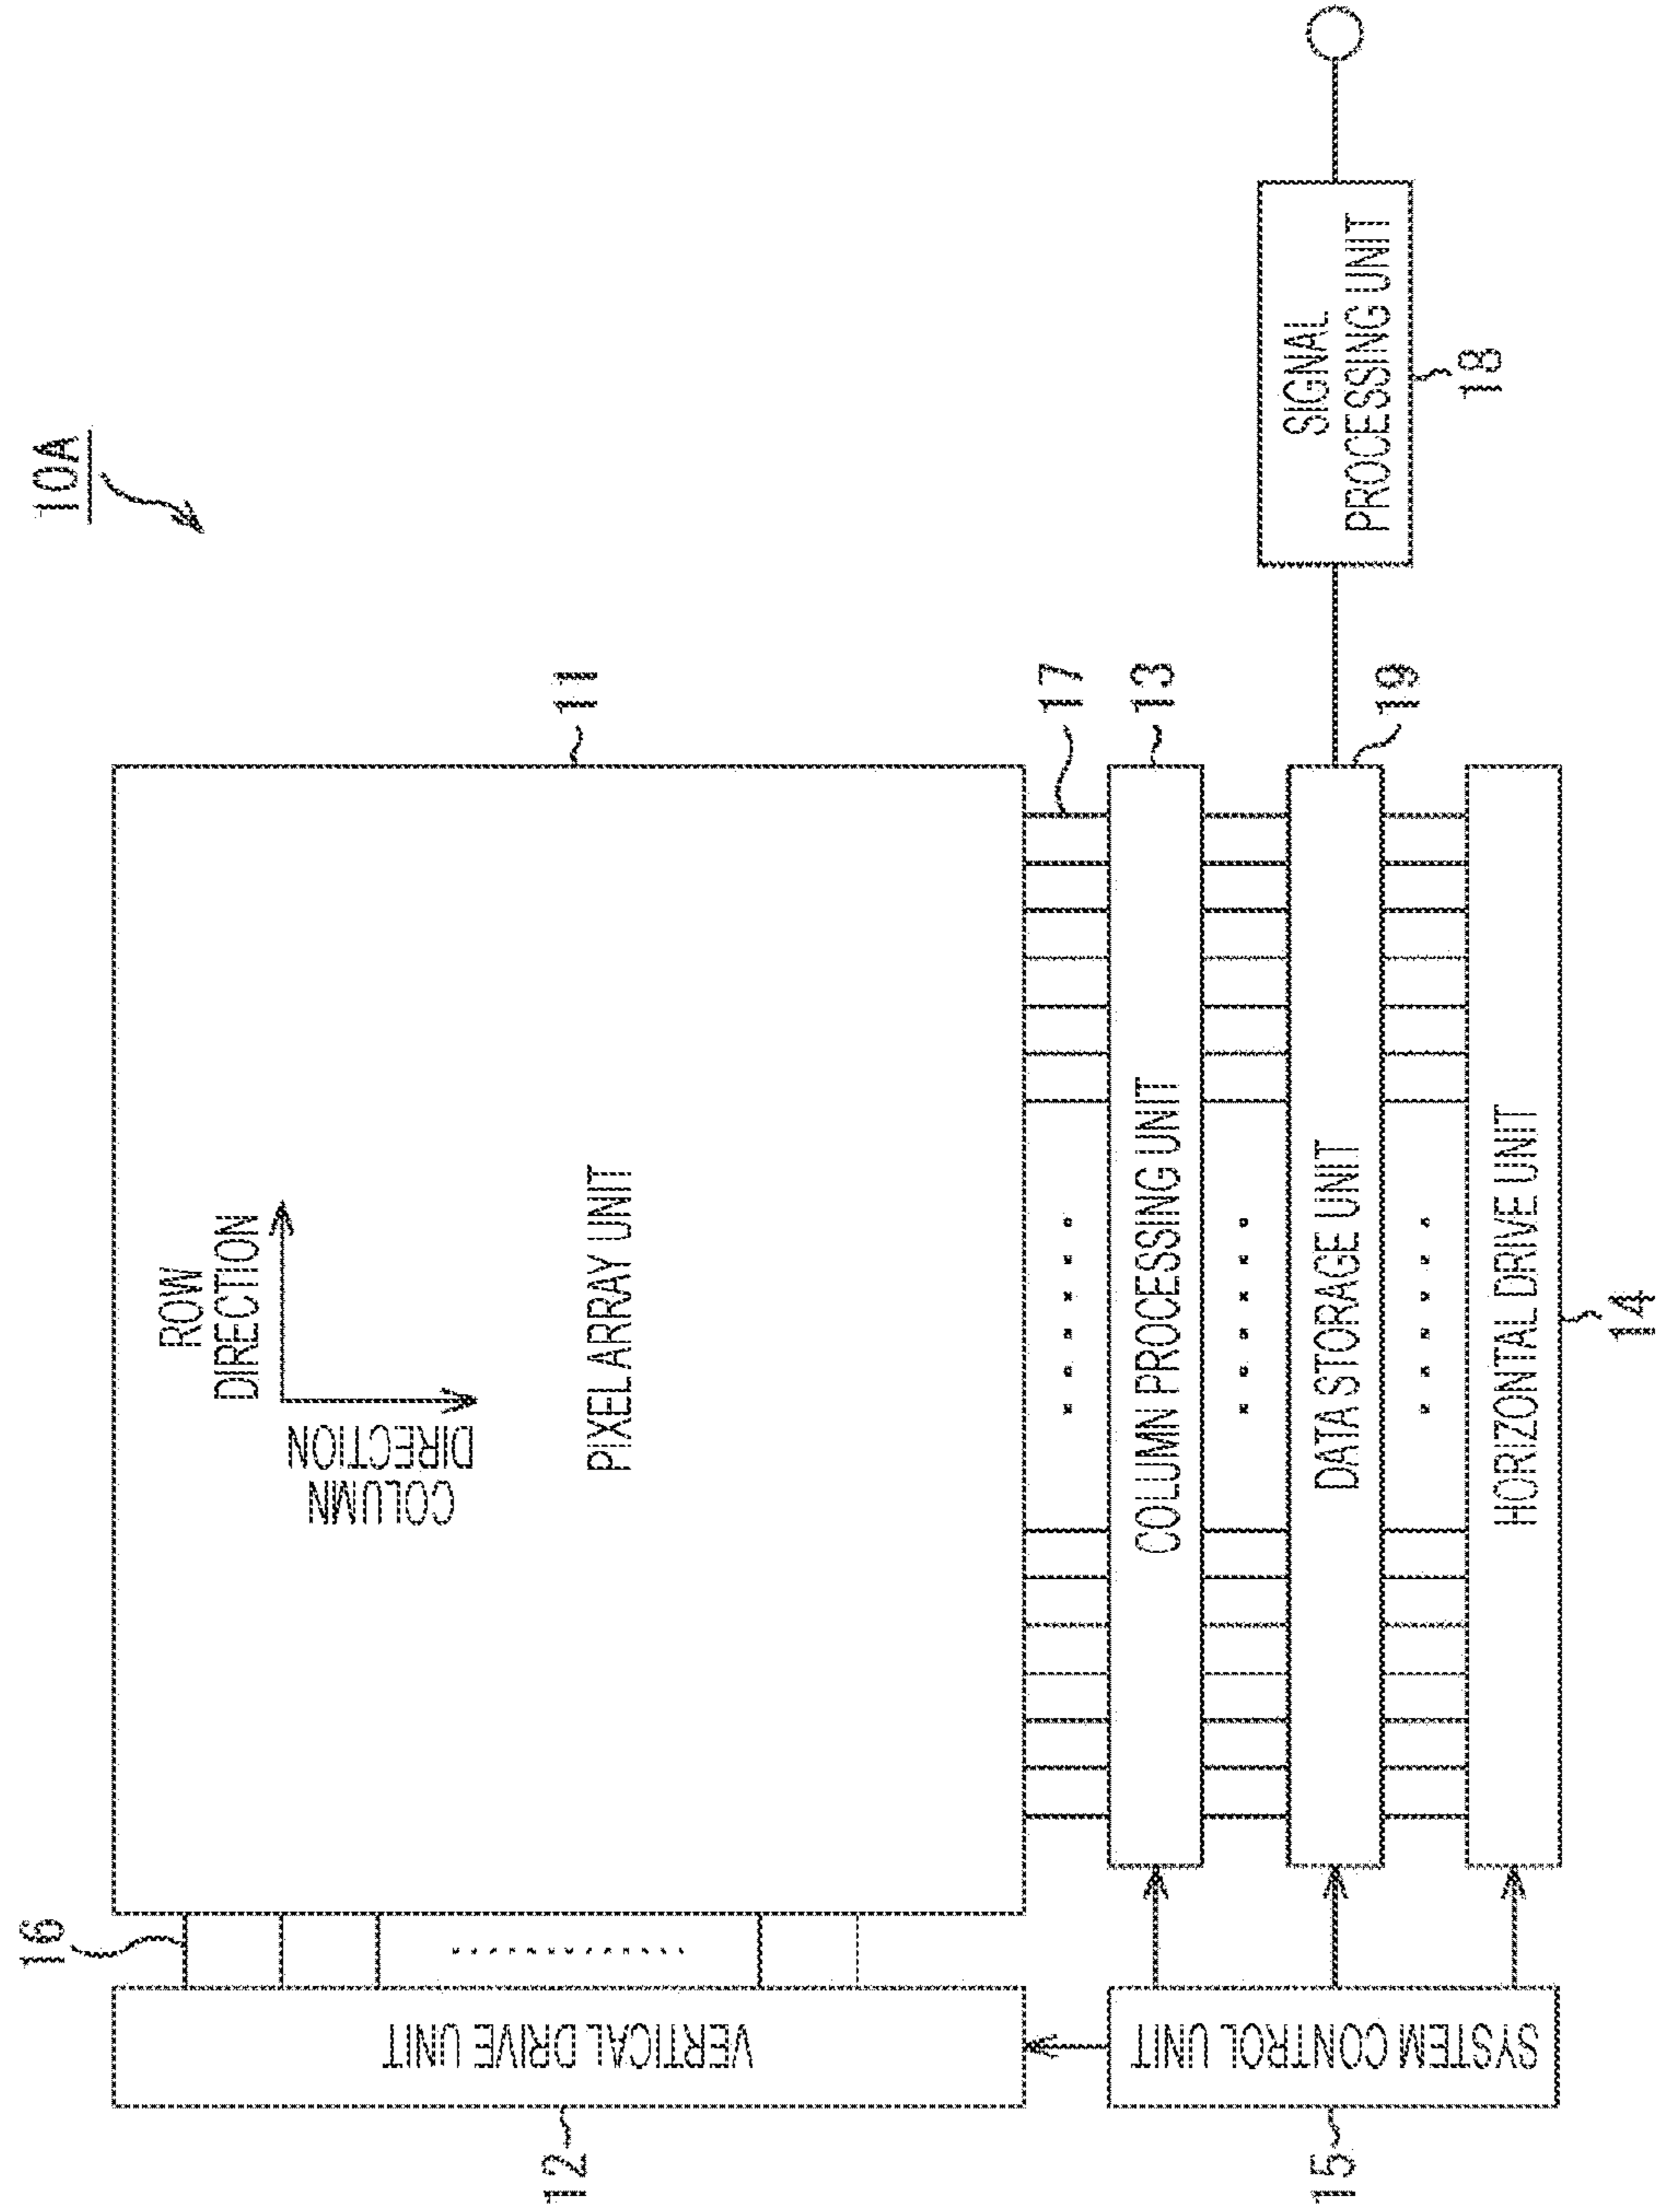 10A
16
11
ROW
DIRECTION
COLUMN
DIRECTION
PIXEL ARRAY UNIT
VERTICAL DRIVE UNIT
12
17
13
COLUMN PROCESSING UNIT
SIGNAL
PROCESSING UNIT
18
19
DATA STORAGE UNIT
SYSTEM CONTROL UNIT
15
HORIZONTAL DRIVE UNIT
14